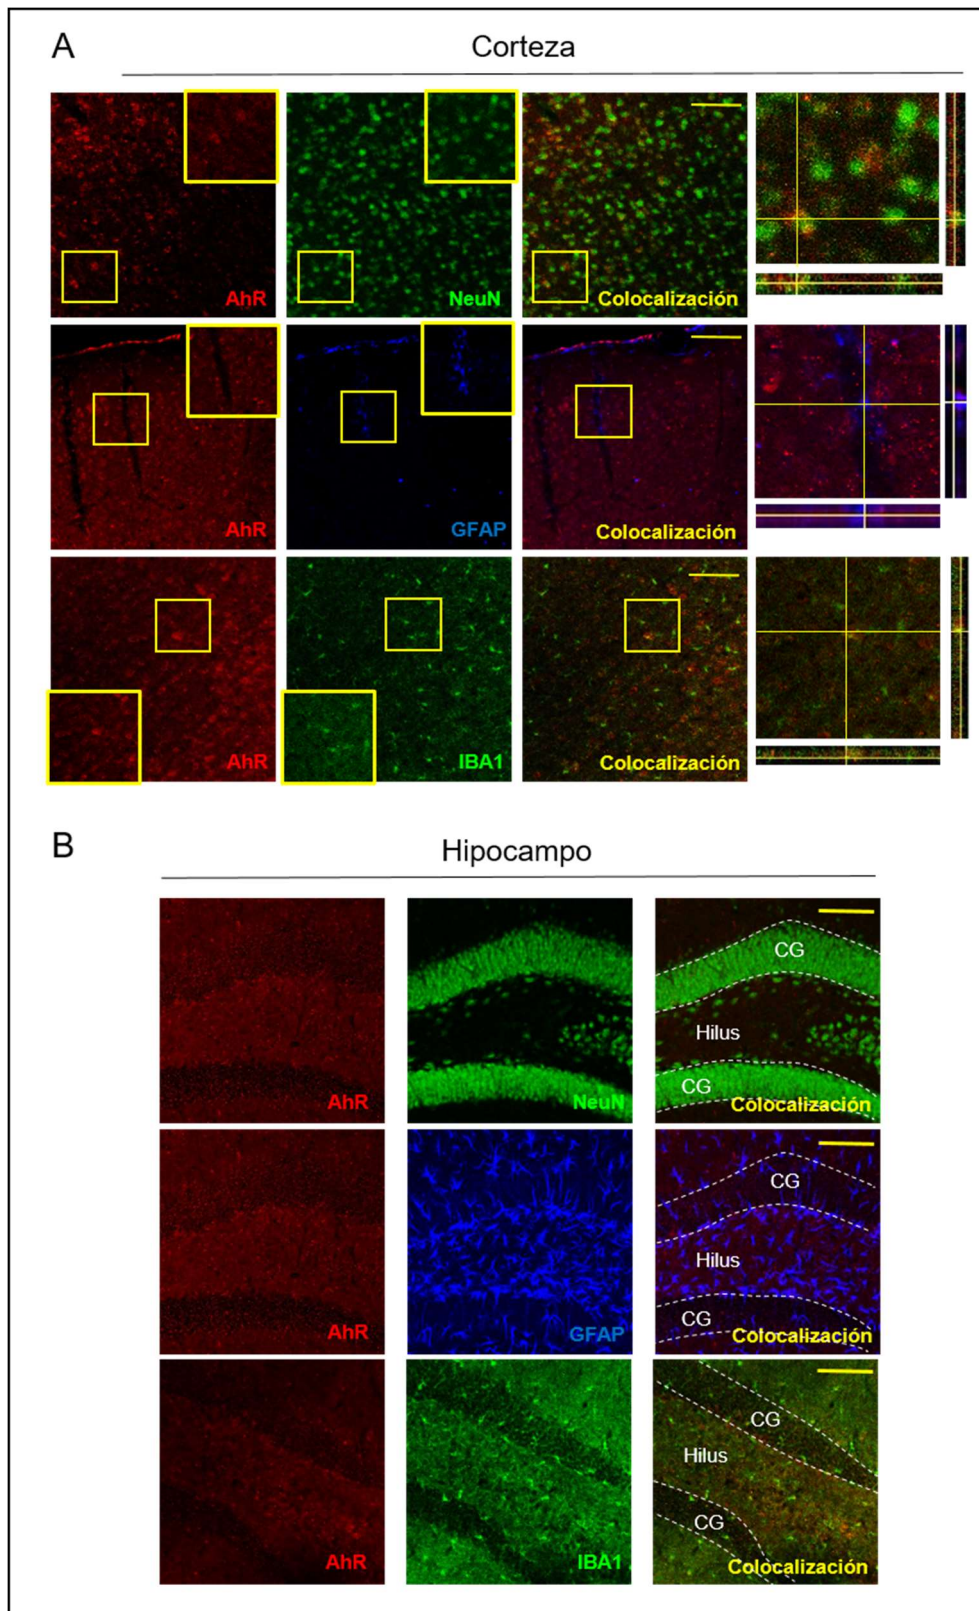 A
Corteza
AhR
NeuN
Colocalización
AhR
GFAP
Colocalización
AhR
IBA1
Colocalización
B
Hipocampo
AhR
NeuN
CG
Hilus
CG
Colocalización
AhR
GFAP
CG
Hilus
CG
Colocalización
AhR
IBA1
CG
Hilus
CG
Colocalización